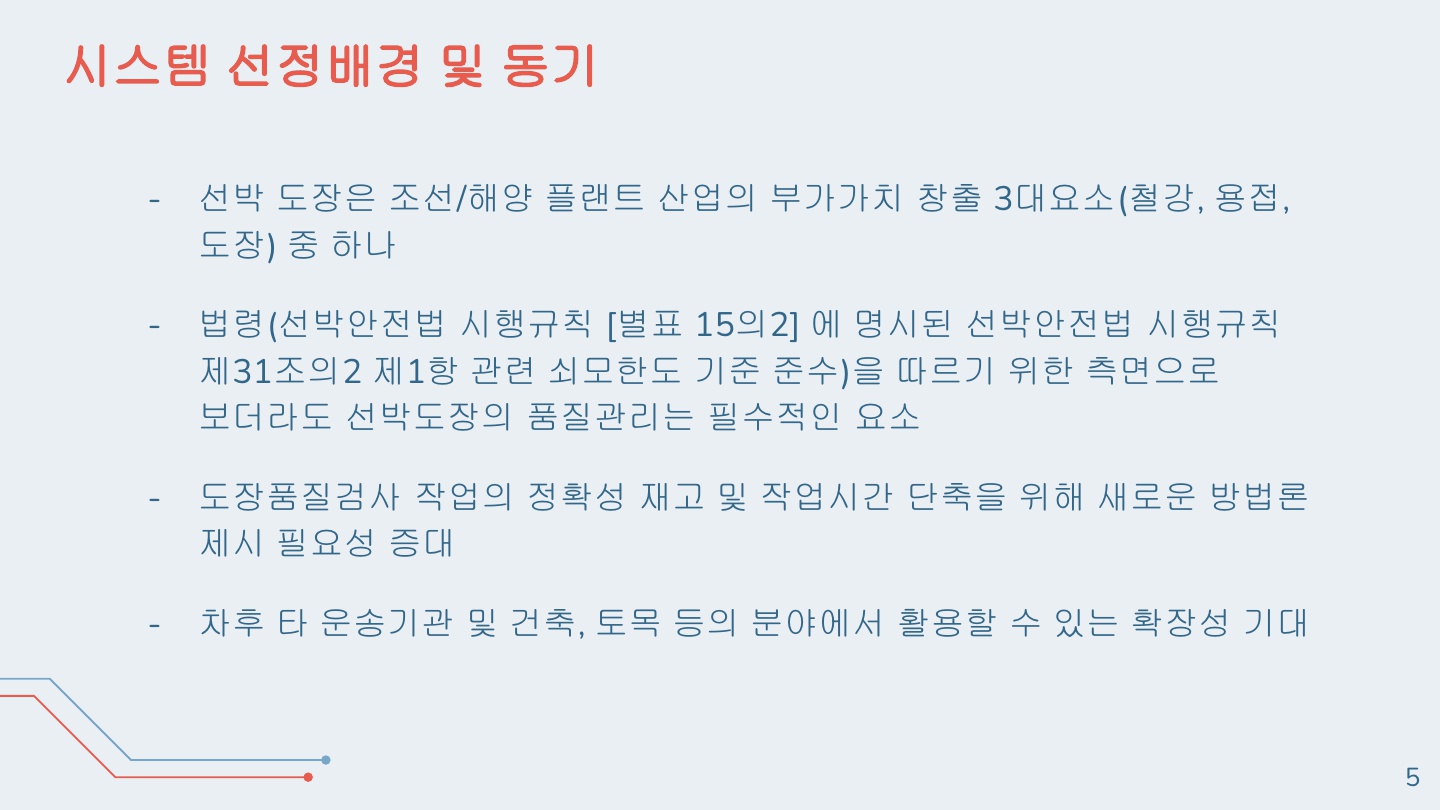 시스템 선정배경 및 동기
- 선박 도장은 조선/해양 플랜트 산업의 부가가치 창출 3대요소(철강, 용접,
도장) 중 하나
- 법령(선박안전법 시행규칙 [별표 15의2] 에 명시된 선박안전법 시행규칙
제31조의2 제1항 관련 쇠모한도 기준 준수)을 따르기 위한 측면으로
보더라도 선박도장의 품질관리는 필수적인 요소
- 도장품질검사 작업의 정확성 재고 및 작업시간 단축을 위해 새로운 방법론
제시 필요성 증대
- 차후 타 운송기관 및 건축, 토목 등의 분야에서 활용할 수 있는 확장성 기대
5